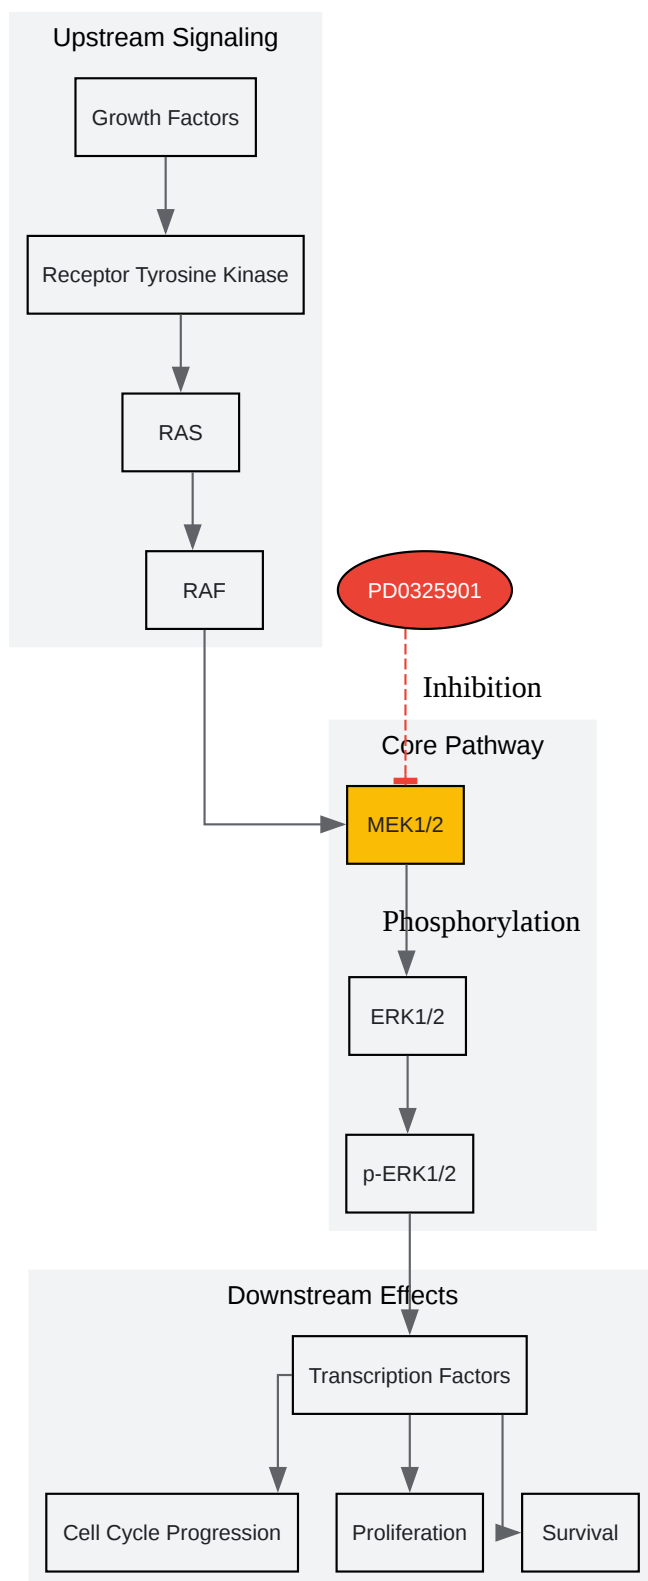 Upstream Signaling
Growth Factors
Receptor Tyrosine Kinase
RAS
RAF
PD0325901
Inhibition
Core Pathway
MEK1/2
Phosphorylation
ERK1/2
p-ERK1/2
Downstream Effects
Transcription Factors
Cell Cycle Progression
Proliferation
Survival